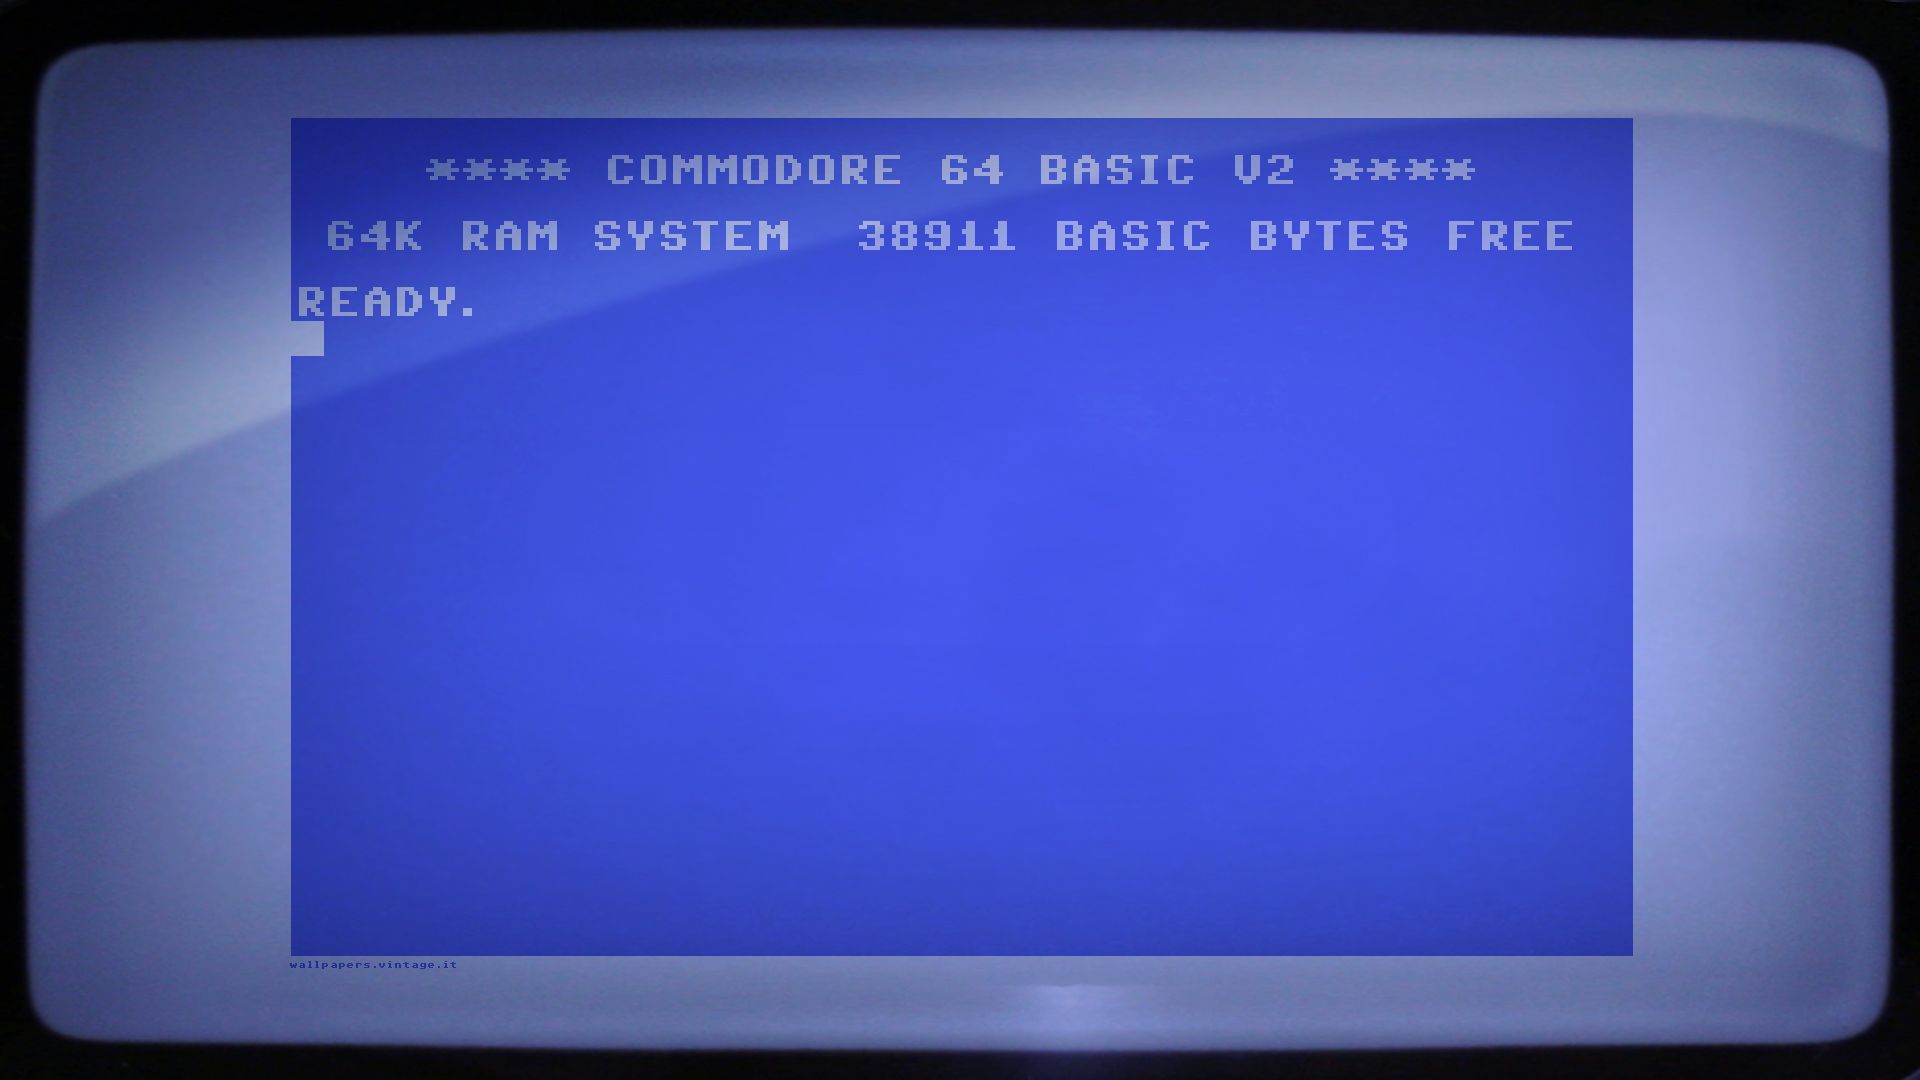 **** COMMODORE 64 BASIC V2 ****
64K RAM SYSTEM  38911 BASIC BYTES FREE
READY.
wallpapers.vintage.it